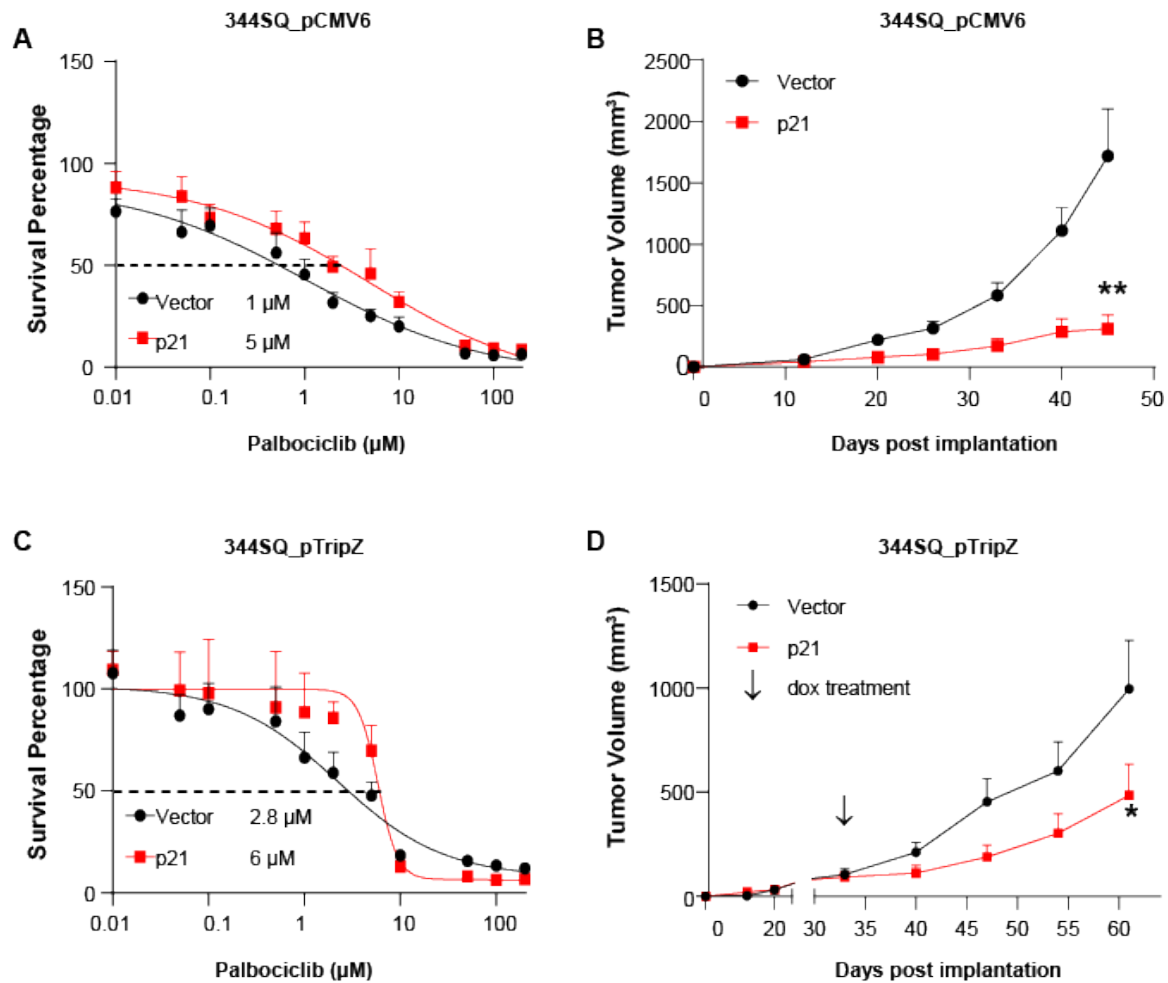 A
344SQ_pCMV6
Survival Percentage
150
100
50
0
Vector 1 µM
p21 5 µM
0.01 0.1 1 10 100
Palbociclib (µM)
B
344SQ_pCMV6
Tumor Volume (mm³)
2500
2000
1500
1000
500
0
Vector
p21
**
0 10 20 30 40 50
Days post implantation
C
344SQ_pTripZ
Survival Percentage
150
100
50
0
Vector 2.8 µM
p21 6 µM
0.01 0.1 1 10 100
Palbociclib (µM)
D
344SQ_pTripZ
Tumor Volume (mm³)
1500
1000
500
0
Vector
p21
↓ dox treatment
*
0 20 30 35 40 45 50 55 60
Days post implantation